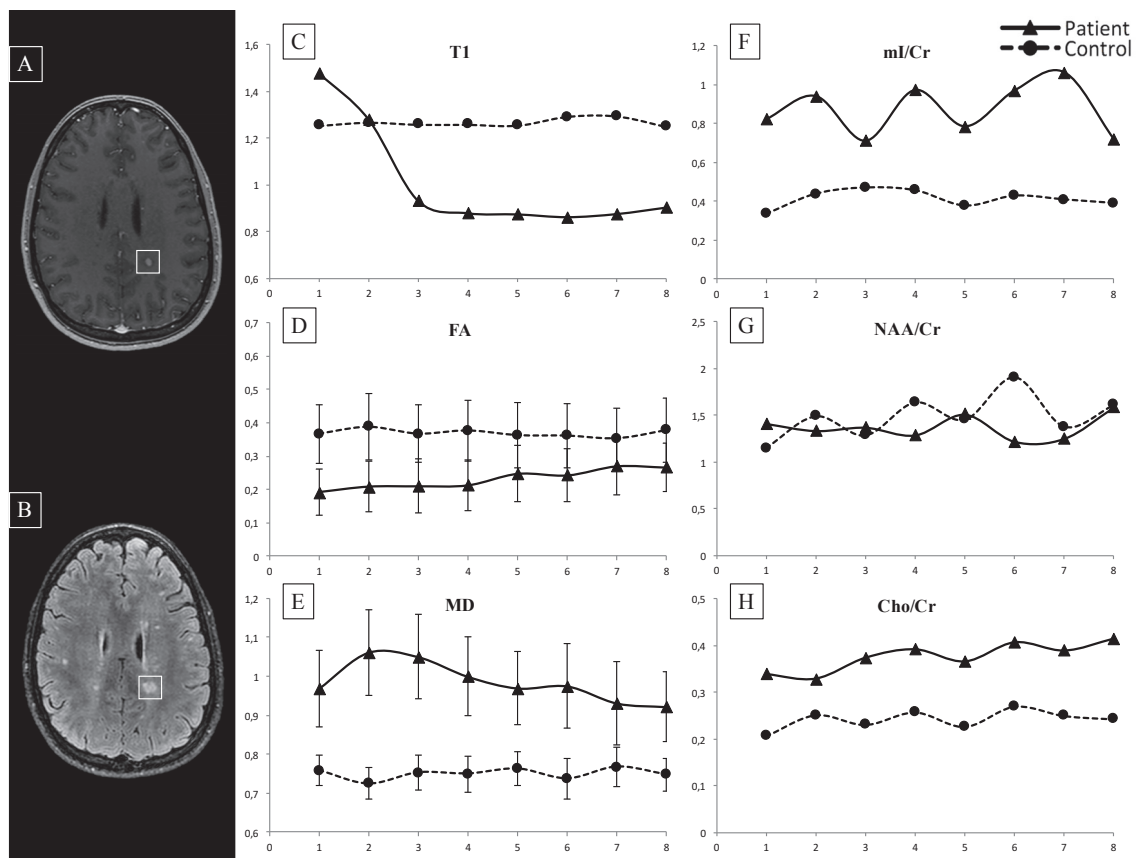 A
B
C
T1
1,6
1,4
1,2
1
0,8
0,6
0 1 2 3 4 5 6 7 8
Patient
Control
F
mI/Cr
1,2
1
0,8
0,6
0,4
0,2
0
0 1 2 3 4 5 6 7 8
D
FA
0,7
0,6
0,5
0,4
0,3
0,2
0,1
0
0 1 2 3 4 5 6 7 8
G
NAA/Cr
2,5
2
1,5
1
0,5
0
0 1 2 3 4 5 6 7 8
E
MD
1,2
1,1
1
0,9
0,8
0,7
0,6
0 1 2 3 4 5 6 7 8
H
Cho/Cr
0,5
0,4
0,3
0,2
0,1
0
0 1 2 3 4 5 6 7 8